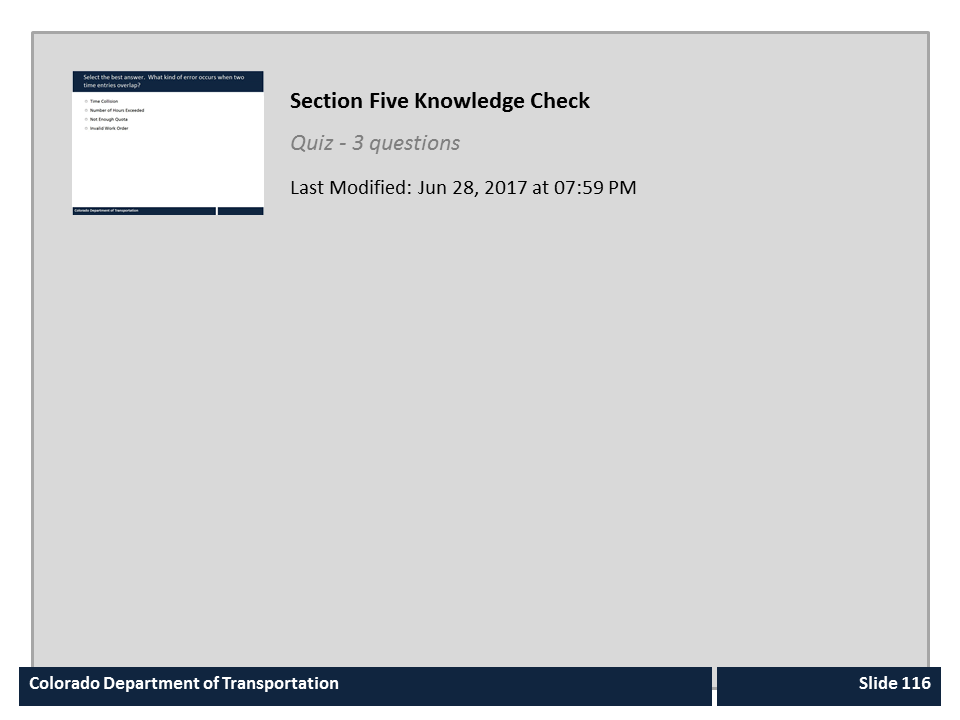 Select the best answer. What kind of error occurs when two
time entries overlap?
Time Collision
Number of Hours Exceeded
Not Enough Quota
Invalid Work Order
Colorado Department of Transportation
Section Five Knowledge Check
Quiz - 3 questions
Last Modified: Jun 28, 2017 at 07:59 PM
Colorado Department of Transportation
Slide 116